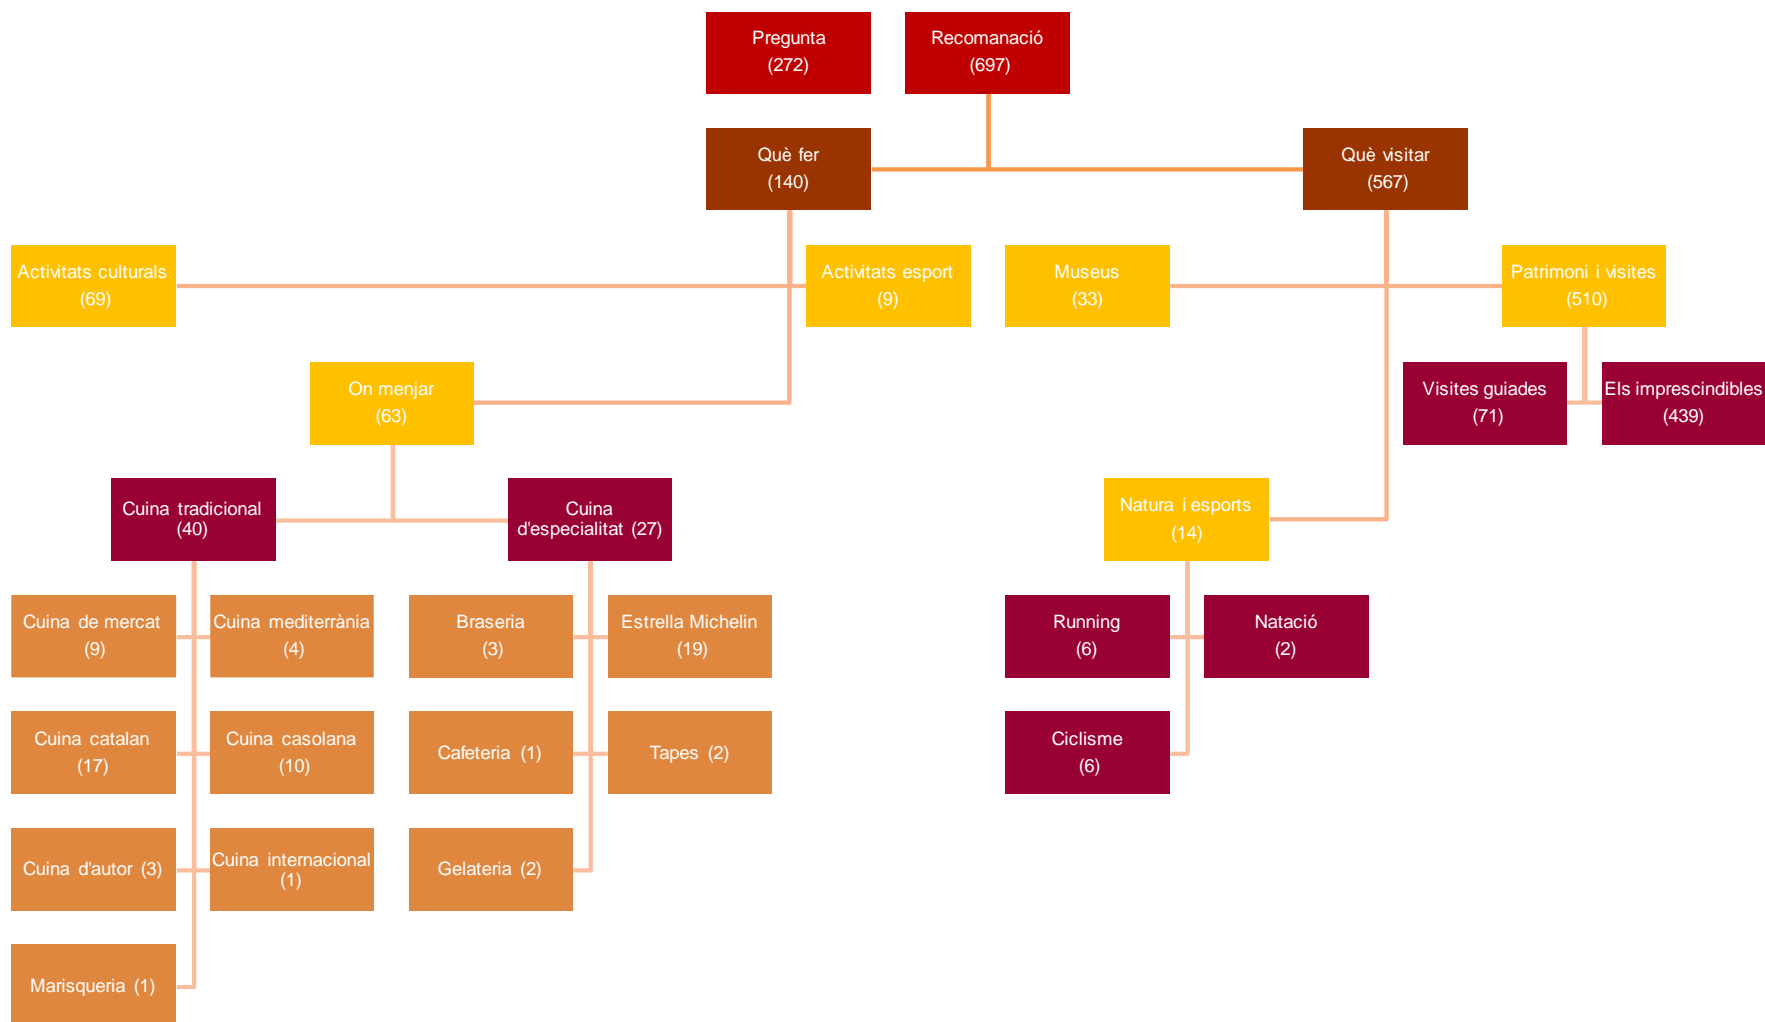 Pregunta
(272)
Recomanació
(697)
Què fer
(140)
Què visitar
(567)
Activitats culturals
(69)
Activitats esport
(9)
Museus
(33)
Patrimoni i visites
(510)
On menjar
(63)
Visites guiades
(71)
Els imprescindibles
(439)
Cuina tradicional
(40)
Cuina
d'especialitat (27)
Natura i esports
(14)
Cuina de mercat
(9)
Cuina mediterrània
(4)
Braseria
(3)
Estrella Michelin
(19)
Running
(6)
Natació
(2)
Cuina catalan
(17)
Cuina casolana
(10)
Cafeteria (1)
Tapes (2)
Ciclisme
(6)
Cuina d'autor (3)
Cuina internacional
(1)
Gelateria (2)
Marisqueria (1)